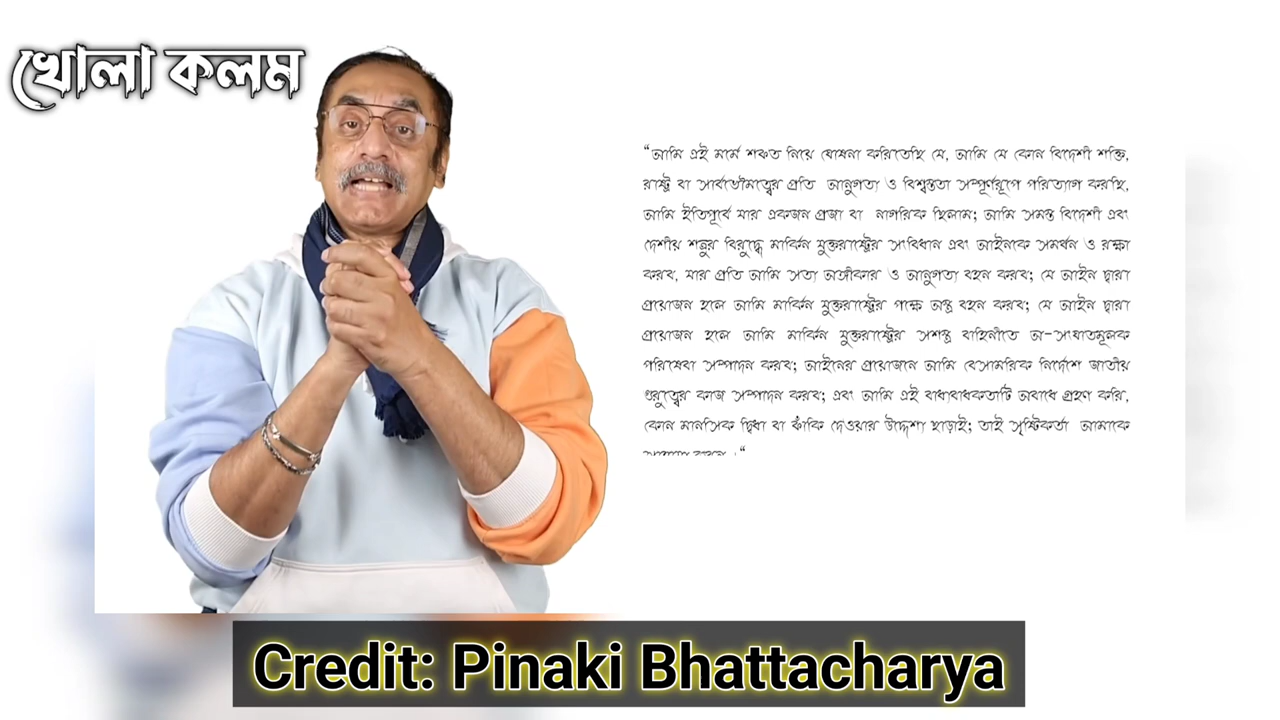 খোলা কলম
“আমি এই মর্মে শপথ নিয়ে ঘোষনা করিতেছি যে, আমি যে কোন বিদেশী শক্তি,
রাষ্ট্র বা সার্বভৌমত্বের প্রতি আনুগত্য ও বিশ্বস্ততা সম্পূর্ণরূপে পরিত্যাগ করছি,
আমি ইতিপূর্বে যার একজন প্রজা বা নাগরিক ছিলাম; আমি সমস্ত বিদেশী এবং
দেশীয় শত্রুর বিরুদ্ধে মার্কিন যুক্তরাষ্ট্রের সংবিধান এবং আইনকে সমর্থন ও রক্ষা
করব, যার প্রতি আমি সত্য অঙ্গীকার ও আনুগত্য বহন করব; যে আইন দ্বারা
প্রয়োজন হলে আমি মার্কিন যুক্তরাষ্ট্রের পক্ষে অস্ত্র বহন করব; যে আইন দ্বারা
প্রয়োজন হলে আমি মার্কিন যুক্তরাষ্ট্রের সশস্ত্র বাহিনীতে অ-সংঘাতমূলক
পরিষেবা সম্পাদন করব; আইনের প্রয়োজনে আমি বেসামরিক নির্দেশে জাতীয়
গুরুত্বের কাজ সম্পাদন করব; এবং আমি এই বাধ্যবাধকতাটি অবাধে গ্রহণ করি,
কোন মানসিক দ্বিধা বা ফাঁকি দেওয়ার উদ্দেশ্য ছাড়াই; তাই সৃষ্টিকর্তা আমাকে
Credit: Pinaki Bhattacharya